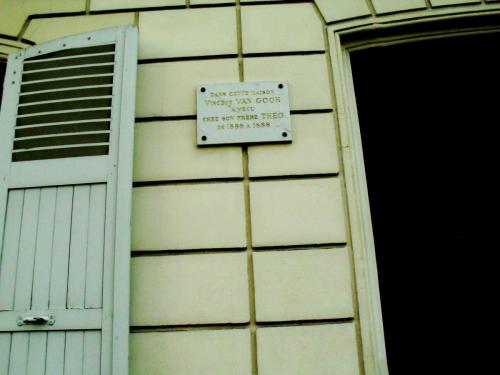 DANS CETTE MAISON
VINCENT VAN GOGH
A VÉCU
CHEZ SON FRÈRE THÉO.
DE 1886 A 1888